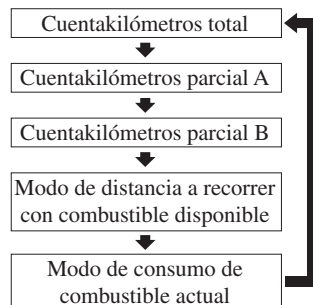 Cuentakilómetros total
Cuentakilómetros parcial A
Cuentakilómetros parcial B
Modo de distancia a recorrer
con combustible disponible
Modo de consumo de
combustible actual